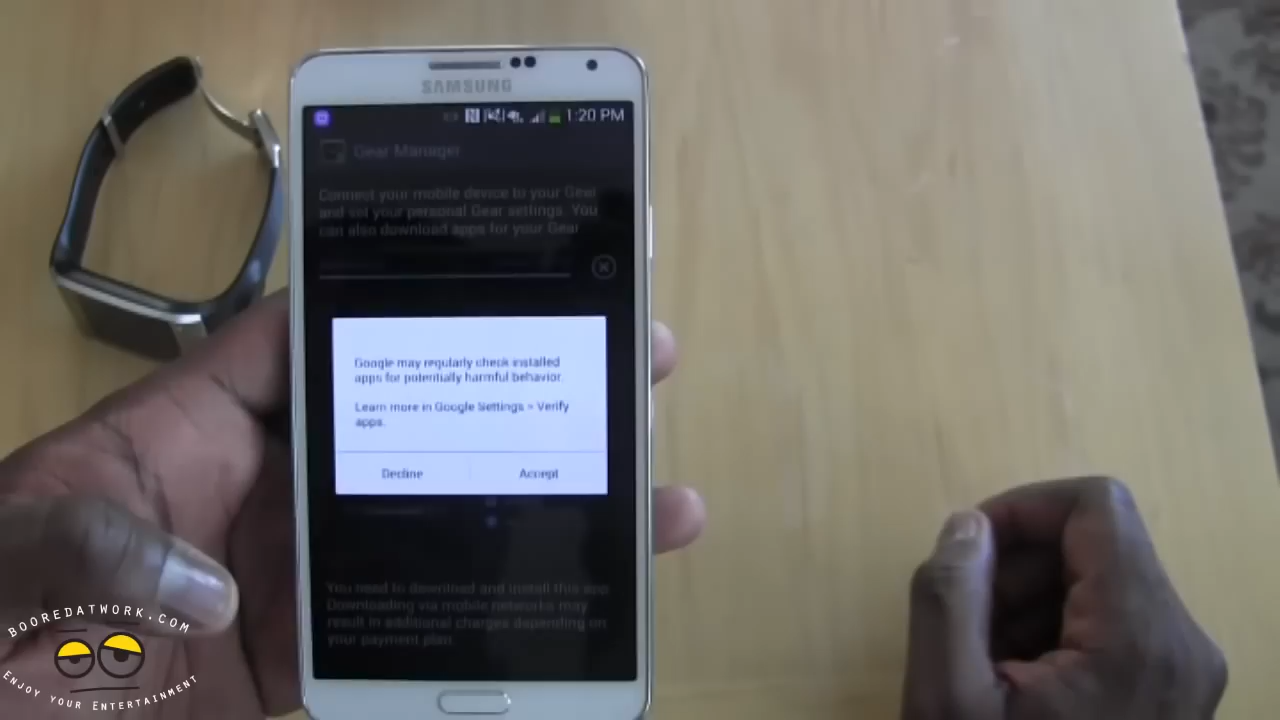 SAMSUNG
1:20 PM
Gear Manager
Connect your mobile device to your Gear
and set your personal Gear settings. You
can also download apps for your Gear
Google may regularly check installed
apps for potentially harmful behavior.
Learn more in Google Settings > Verify
apps.
Decline Accept
You need to download and install this app.
Downloading via mobile networks may
result in additional charges depending on
your payment plan.
BOOREDATWORK.COM
ENJOY YOUR ENTERTAINMENT